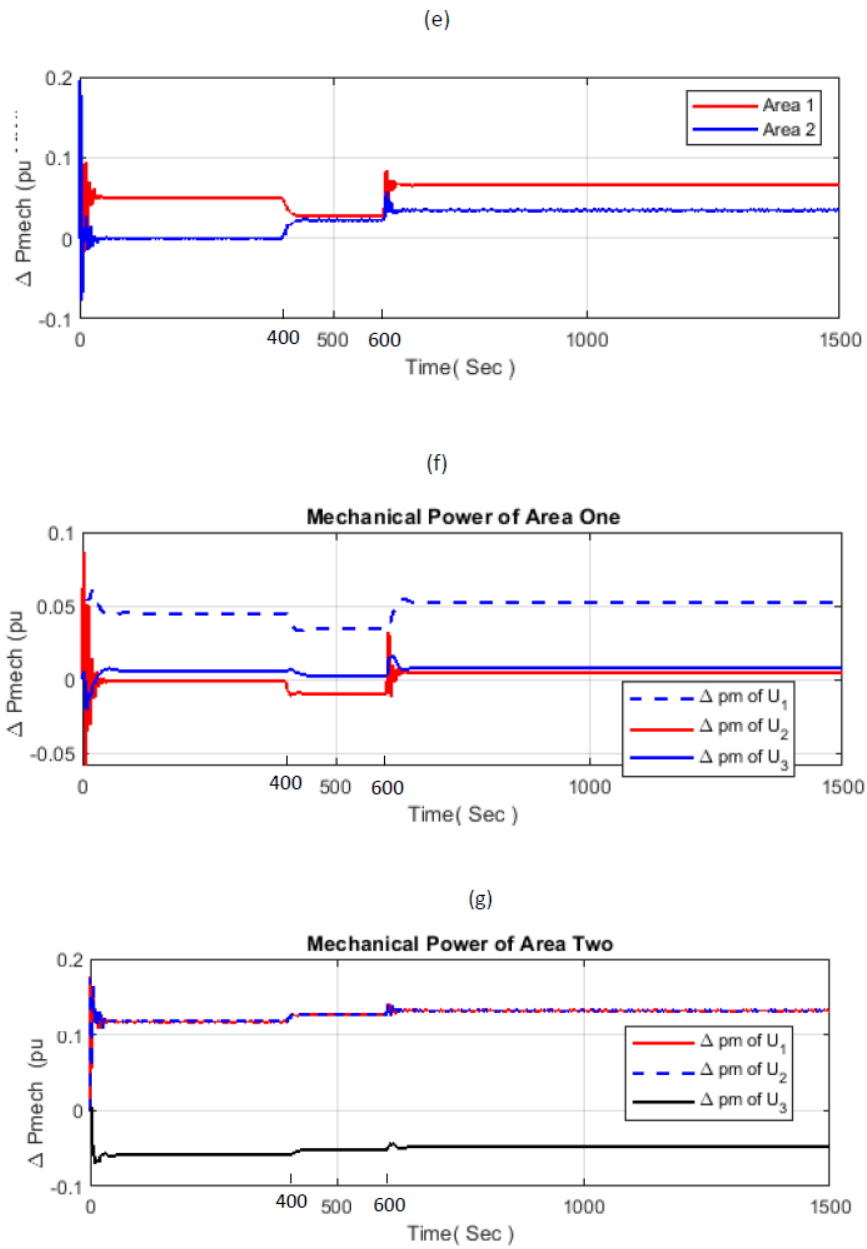 (e)
0.2
0.1
0
-0.1
Δ Pmech (pu
Area 1
Area 2
0
400
500
600
1000
1500
Time( Sec )
(f)
Mechanical Power of Area One
0.1
0.05
0
-0.05
Δ Pmech (pu
Δ pm of U1
Δ pm of U2
Δ pm of U3
0
400
500
600
1000
1500
Time( Sec )
(g)
Mechanical Power of Area Two
0.2
0.1
0
-0.1
Δ Pmech (pu
Δ pm of U1
Δ pm of U2
Δ pm of U3
0
400
500
600
1000
1500
Time( Sec )